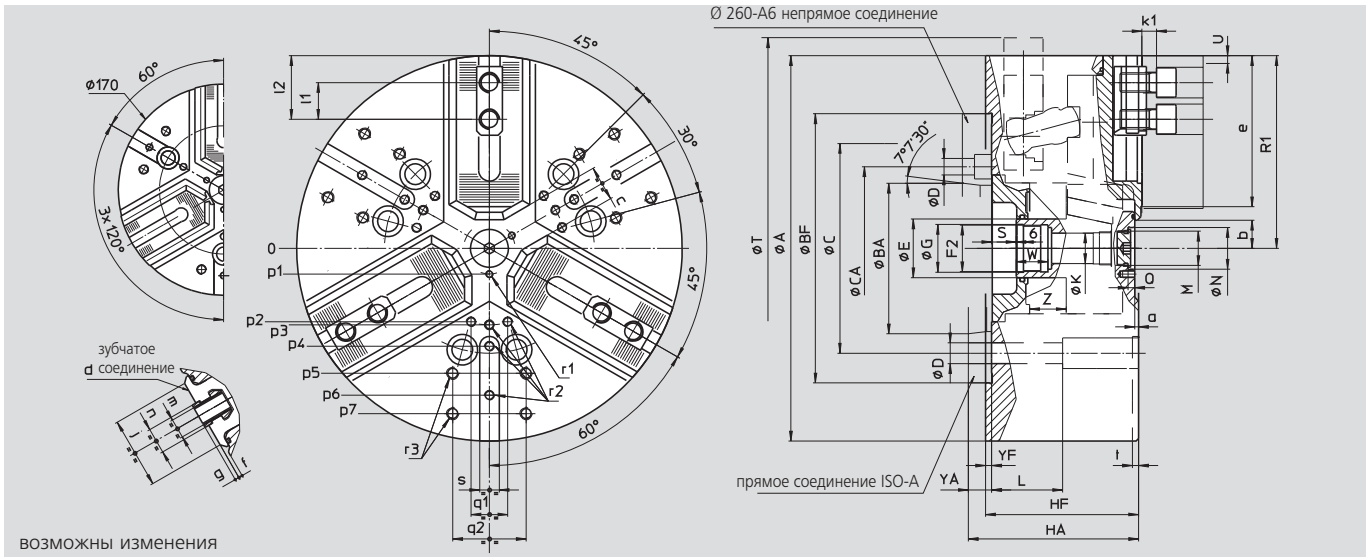 Ø 260-A6 непрямое соединение
45°
60°
Ø170
3x120°
l2
l1
30°
c
45°
0
p1
p2
p3
p4
p5
p6
p7
r1
r2
r3
60°
s
q1
q2
зубчатое
d соединение
m
n
j
g
f
k1
U
e
R1
7°7'30"
ØD
ØT
ØA
ØBF
ØC
ØCA
ØBA
ØE
ØG
F2
S
6
W
ØK
Z
b
M
ØN
O
a
ØD
YF
t
YA
L
HF
HA
прямое соединение ISO-A
возможны изменения